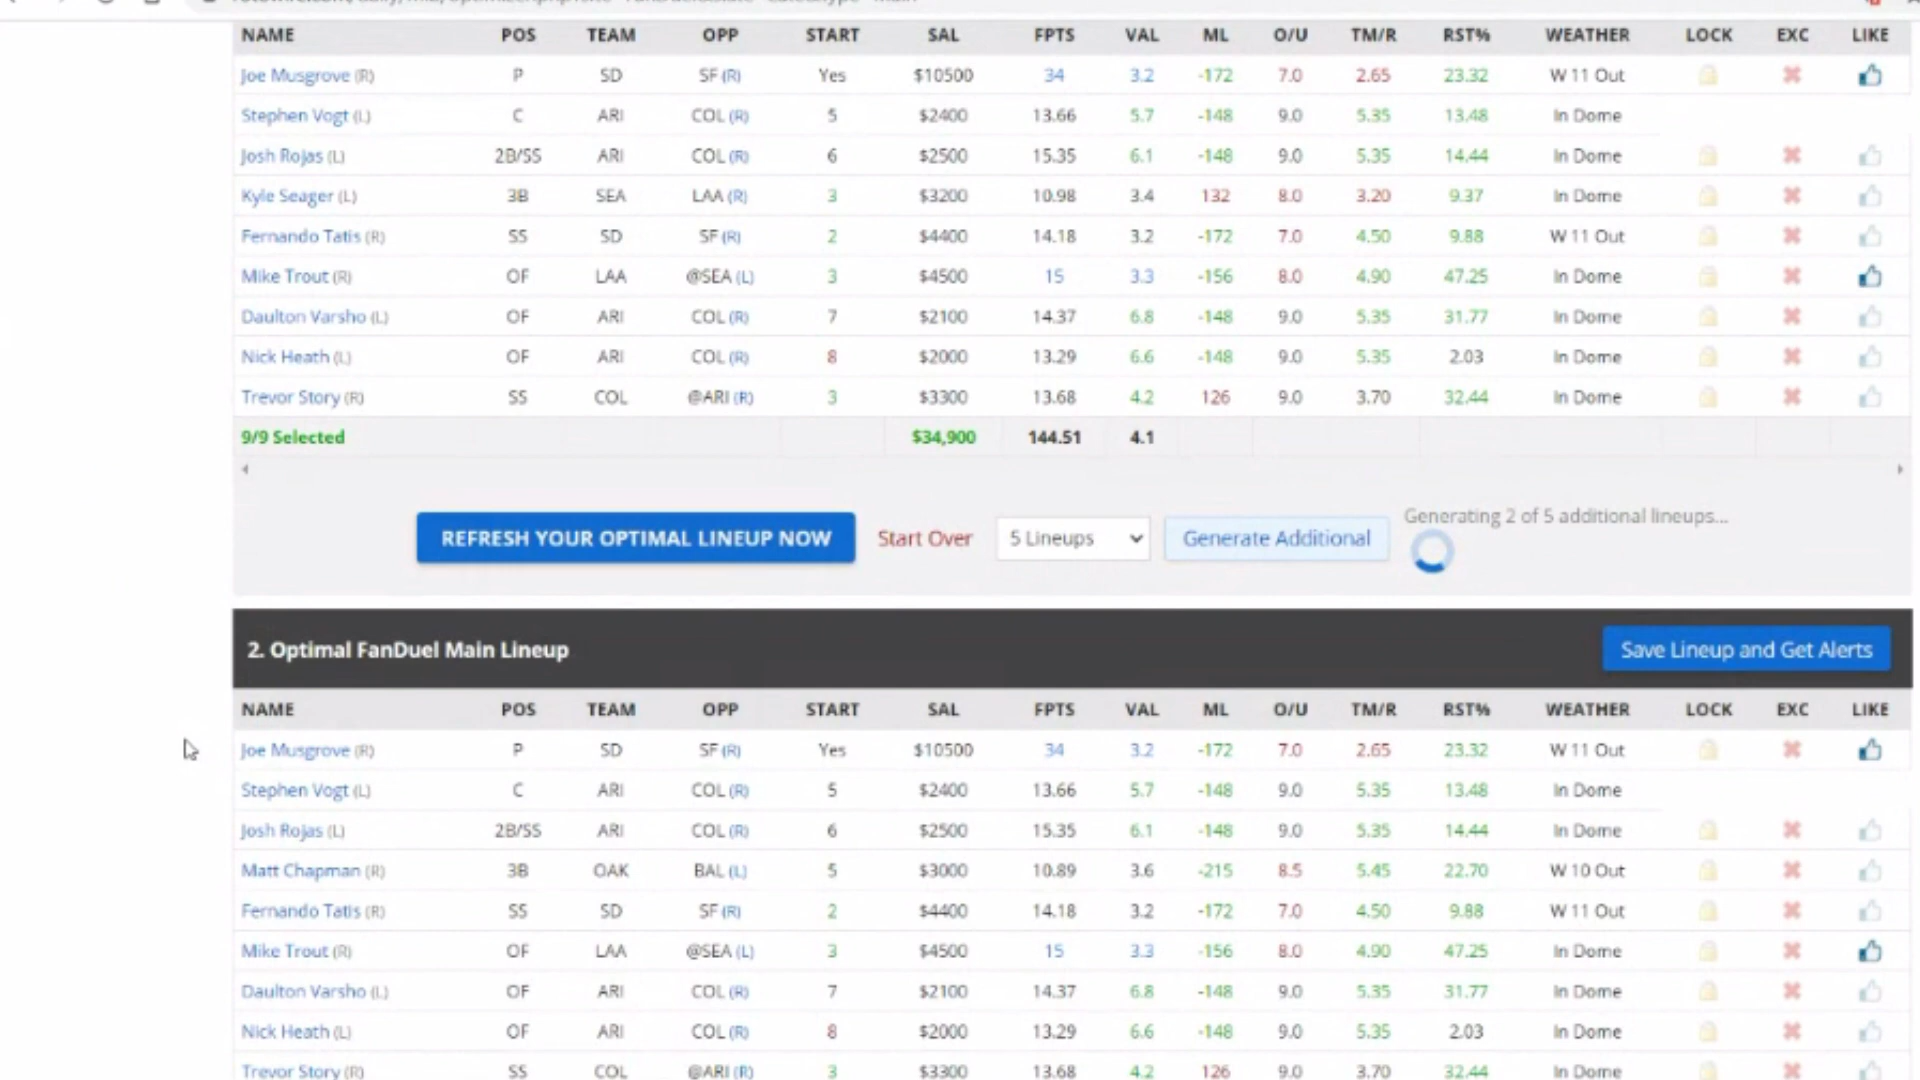 NAME POS TEAM OPP START SAL FPTS VAL ML O/U TM/R RST% WEATHER LOCK EXC LIKE
Joe Musgrove (R) P SD SF (R) Yes $10500 34 3.2 -172 7.0 2.65 23.32 W 11 Out
Stephen Vogt (L) C ARI COL (R) 5 $2400 13.66 5.7 -148 9.0 5.35 13.48 In Dome
Josh Rojas (L) 2B/SS ARI COL (R) 6 $2500 15.35 6.1 -148 9.0 5.35 14.44 In Dome
Kyle Seager (L) 3B SEA LAA (R) 3 $3200 10.98 3.4 132 8.0 3.20 9.37 In Dome
Fernando Tatis (R) SS SD SF (R) 2 $4400 14.18 3.2 -172 7.0 4.50 9.88 W 11 Out
Mike Trout (R) OF LAA @SEA (L) 3 $4500 15 3.3 -156 8.0 4.90 47.25 In Dome
Daulton Varsho (L) OF ARI COL (R) 7 $2100 14.37 6.8 -148 9.0 5.35 31.77 In Dome
Nick Heath (L) OF ARI COL (R) 8 $2000 13.29 6.6 -148 9.0 5.35 2.03 In Dome
Trevor Story (R) SS COL @ARI (R) 3 $3300 13.68 4.2 126 9.0 3.70 32.44 In Dome
9/9 Selected $34,900 144.51 4.1
REFRESH YOUR OPTIMAL LINEUP NOW Start Over 5 Lineups Generate Additional Generating 2 of 5 additional lineups...
2. Optimal FanDuel Main Lineup Save Lineup and Get Alerts
NAME POS TEAM OPP START SAL FPTS VAL ML O/U TM/R RST% WEATHER LOCK EXC LIKE
Joe Musgrove (R) P SD SF (R) Yes $10500 34 3.2 -172 7.0 2.65 23.32 W 11 Out
Stephen Vogt (L) C ARI COL (R) 5 $2400 13.66 5.7 -148 9.0 5.35 13.48 In Dome
Josh Rojas (L) 2B/SS ARI COL (R) 6 $2500 15.35 6.1 -148 9.0 5.35 14.44 In Dome
Matt Chapman (R) 3B OAK BAL (L) 5 $3000 10.89 3.6 -215 8.5 5.45 22.70 W 10 Out
Fernando Tatis (R) SS SD SF (R) 2 $4400 14.18 3.2 -172 7.0 4.50 9.88 W 11 Out
Mike Trout (R) OF LAA @SEA (L) 3 $4500 15 3.3 -156 8.0 4.90 47.25 In Dome
Daulton Varsho (L) OF ARI COL (R) 7 $2100 14.37 6.8 -148 9.0 5.35 31.77 In Dome
Nick Heath (L) OF ARI COL (R) 8 $2000 13.29 6.6 -148 9.0 5.35 2.03 In Dome
Trevor Story (R) SS COL @ARI (R) 3 $3300 13.68 4.2 126 9.0 3.70 32.44 In Dome